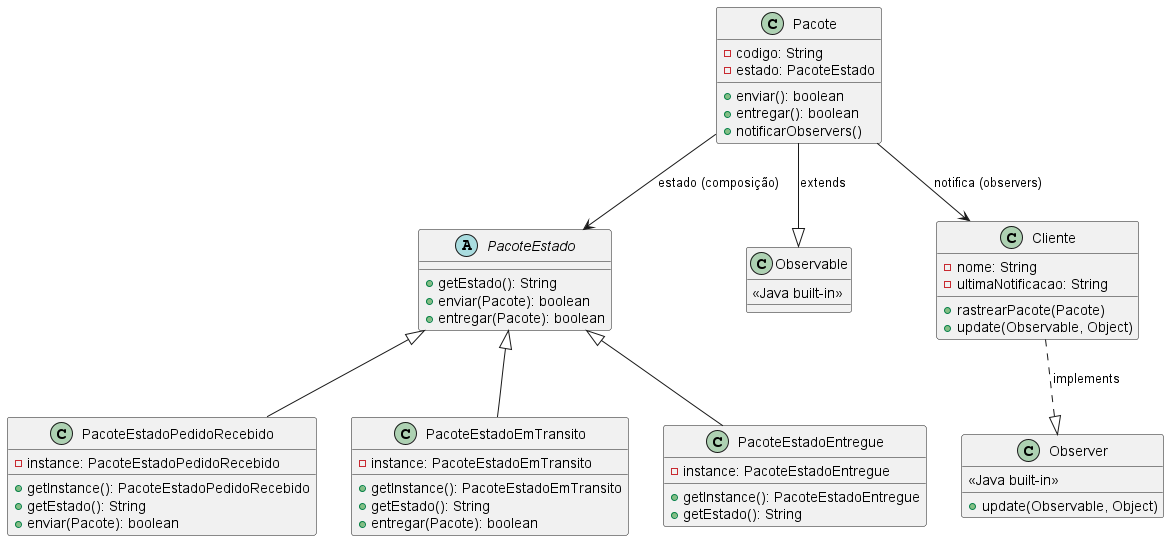 C Pacote
codigo: String
estado: PacoteEstado
enviar(): boolean
entregar(): boolean
notificarObservers()
estado (composição)
extends
notifica (observers)
A PacoteEstado
getEstado(): String
enviar(Pacote): boolean
entregar(Pacote): boolean
C Observable
«Java built-in»
C Cliente
nome: String
ultimaNotificacao: String
rastrearPacote(Pacote)
update(Observable, Object)
implements
C PacoteEstadoPedidoRecebido
instance: PacoteEstadoPedidoRecebido
getInstance(): PacoteEstadoPedidoRecebido
getEstado(): String
enviar(Pacote): boolean
C PacoteEstadoEmTransito
instance: PacoteEstadoEmTransito
getInstance(): PacoteEstadoEmTransito
getEstado(): String
entregar(Pacote): boolean
C PacoteEstadoEntregue
instance: PacoteEstadoEntregue
getInstance(): PacoteEstadoEntregue
getEstado(): String
C Observer
«Java built-in»
update(Observable, Object)